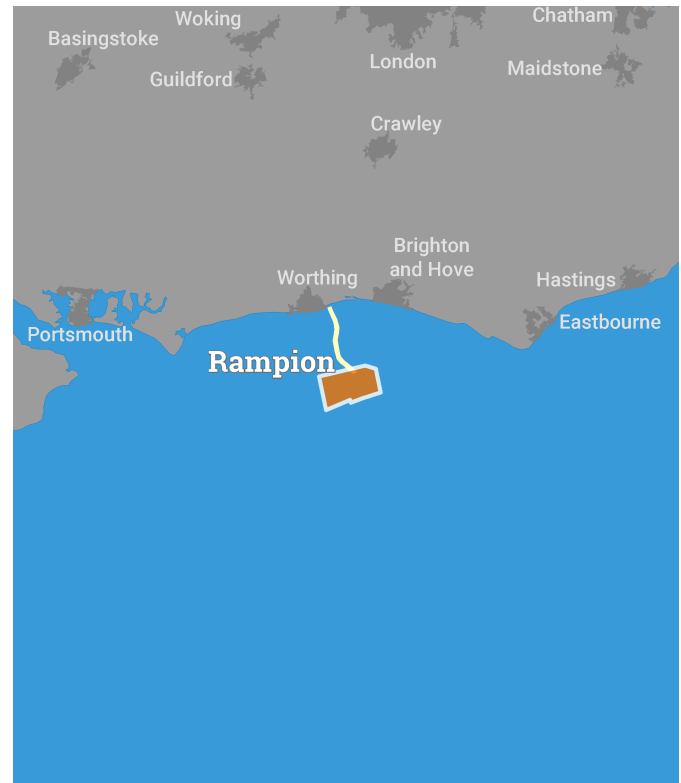 Woking
Chatham
Basingstoke
London
Maidstone
Guildford
Crawley
Brighton
and Hove
Worthing
Hastings
Portsmouth
Eastbourne
Rampion